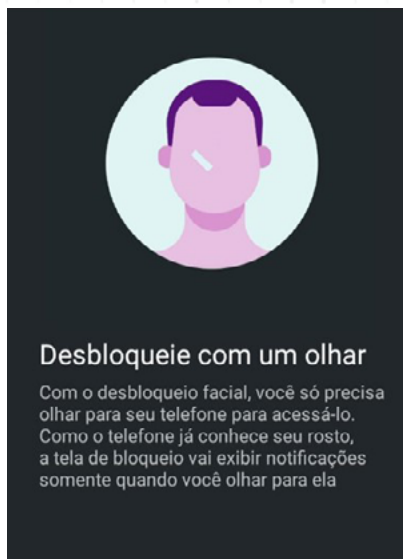 Desbloqueie com um olhar
Com o desbloqueio facial, você só precisa
olhar para seu telefone para acessá-lo.
Como o telefone já conhece seu rosto,
a tela de bloqueio vai exibir notificações
somente quando você olhar para ela